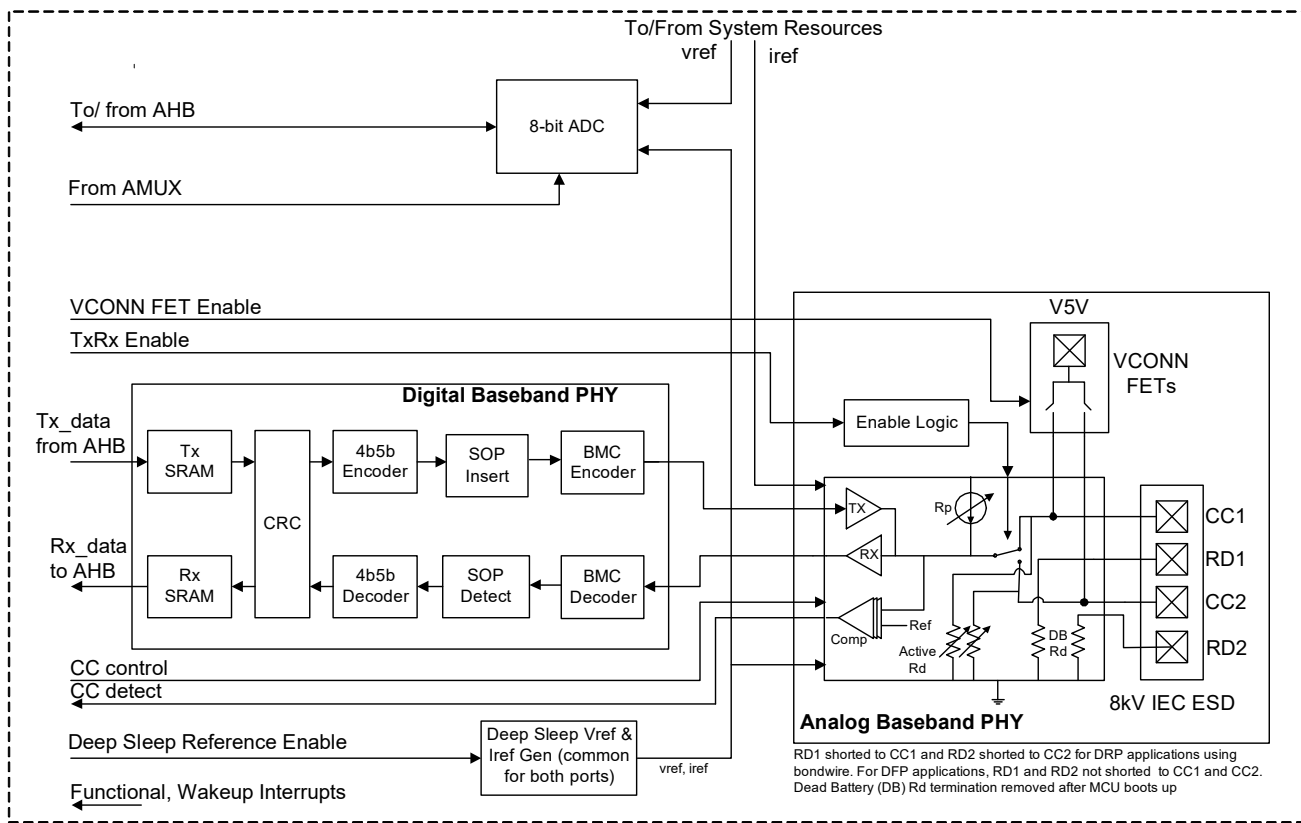 To/From System Resources
vref
iref
To/ from AHB
8-bit ADC
From AMUX
VCONN FET Enable
TxRx Enable
V5V
VCONN
FETs
Digital Baseband PHY
Enable Logic
Tx_data
from AHB
Tx
SRAM
CRC
4b5b
Encoder
SOP
Insert
BMC
Encoder
TX
Rp
CC1
Rx_data
to AHB
Rx
SRAM
4b5b
Decoder
SOP
Detect
BMC
Decoder
RX
RD1
CC2
Comp
Ref
Active
Rd
DB
Rd
RD2
CC control
CC detect
8kV IEC ESD
Analog Baseband PHY
Deep Sleep Reference Enable
Deep Sleep Vref &
Iref Gen (common
for both ports)
vref, iref
RD1 shorted to CC1 and RD2 shorted to CC2 for DRP applications using
bondwire. For DFP applications, RD1 and RD2 not shorted to CC1 and CC2.
Dead Battery (DB) Rd termination removed after MCU boots up
Functional, Wakeup Interrupts